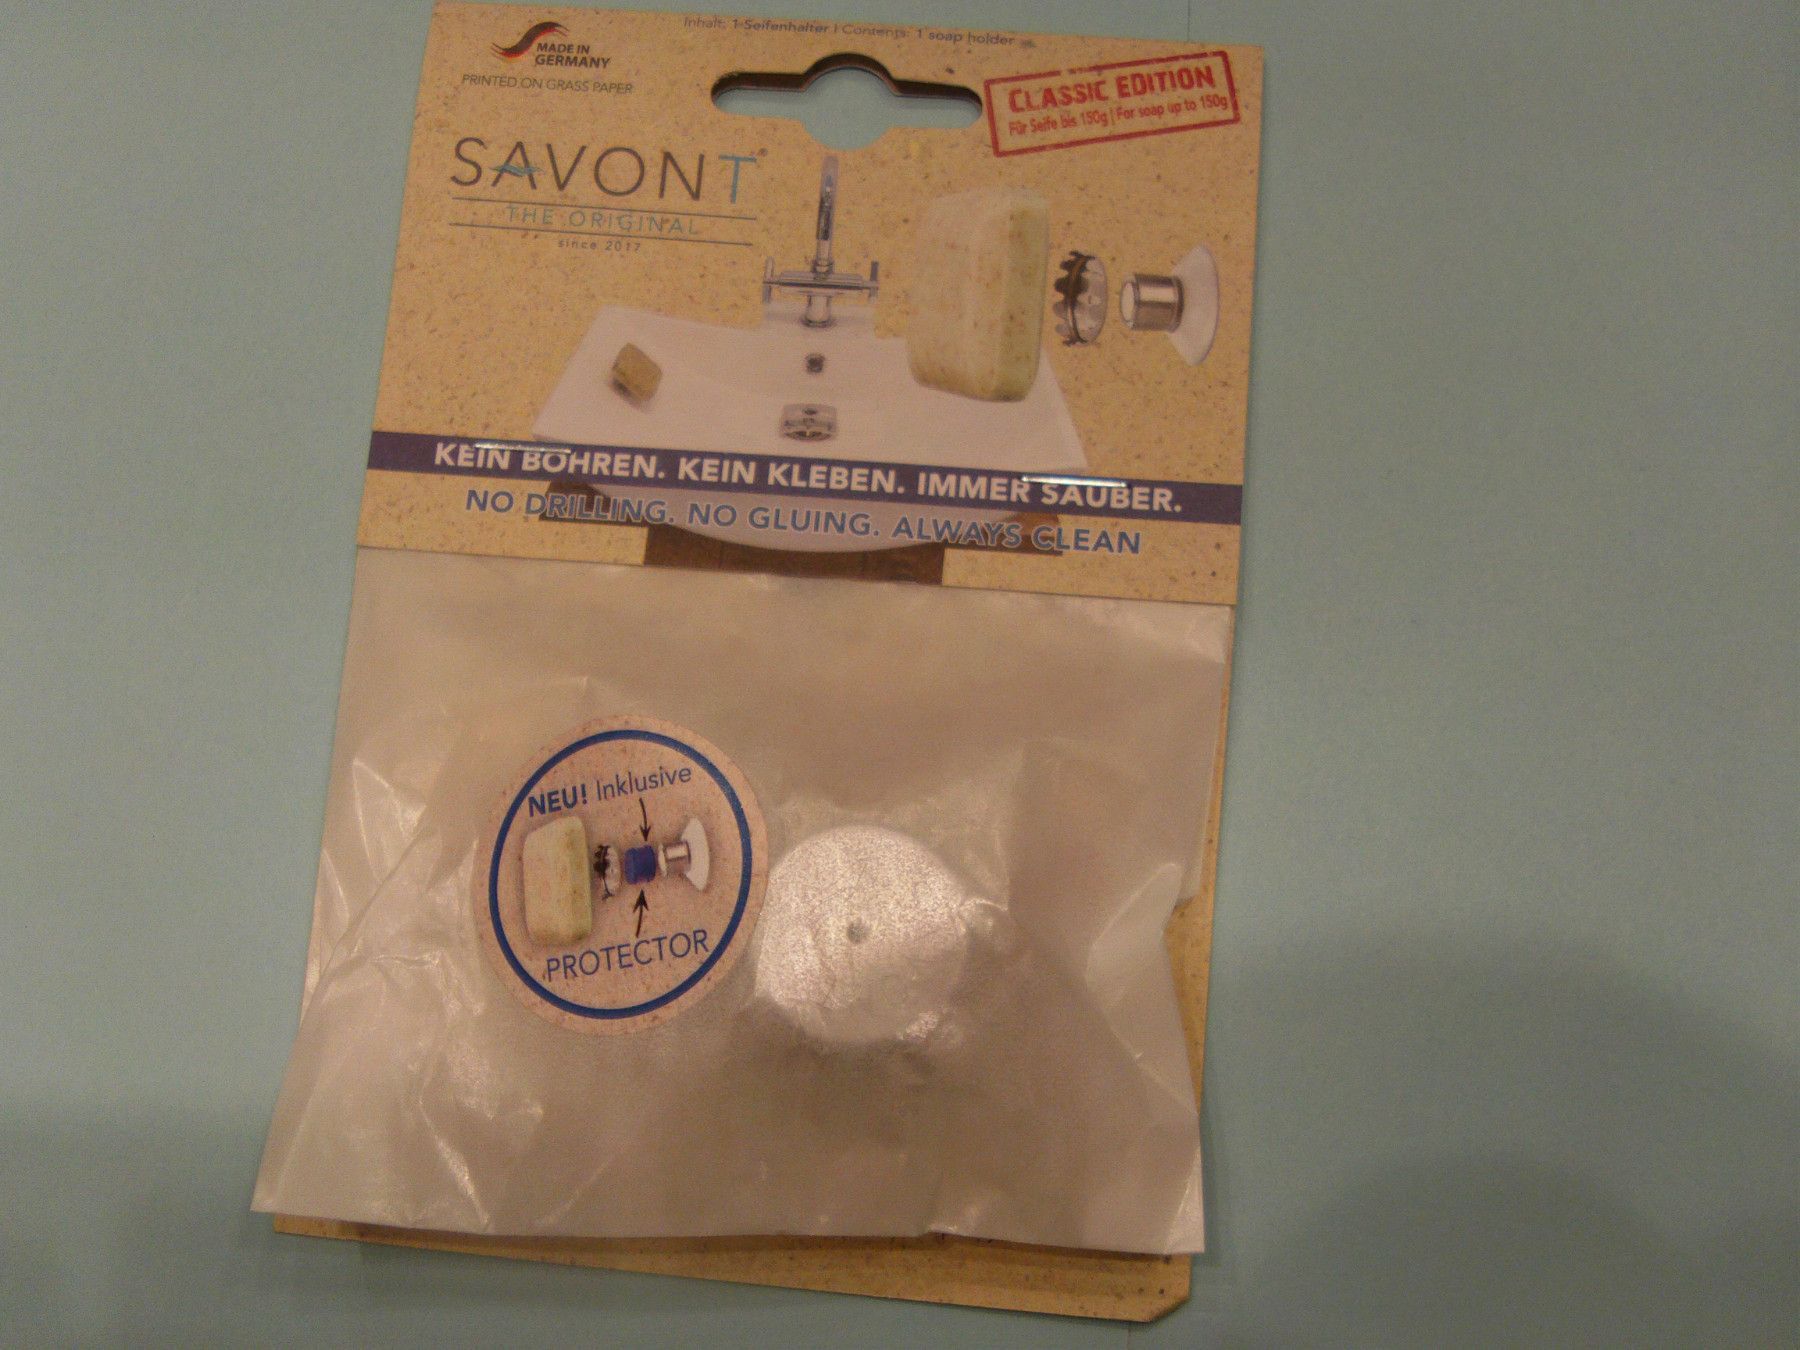 Inhalt: 1 Seifenhalter | Contents: 1 soap holder
MADE IN
GERMANY
PRINTED ON GRASS PAPER
CLASSIC EDITION
Für Seife bis 150g | For soap up to 150g
SAVONT®
THE ORIGINAL
since 2017
KEIN BOHREN. KEIN KLEBEN. IMMER SAUBER.
NO DRILLING. NO GLUING. ALWAYS CLEAN
NEU! Inklusive
PROTECTOR